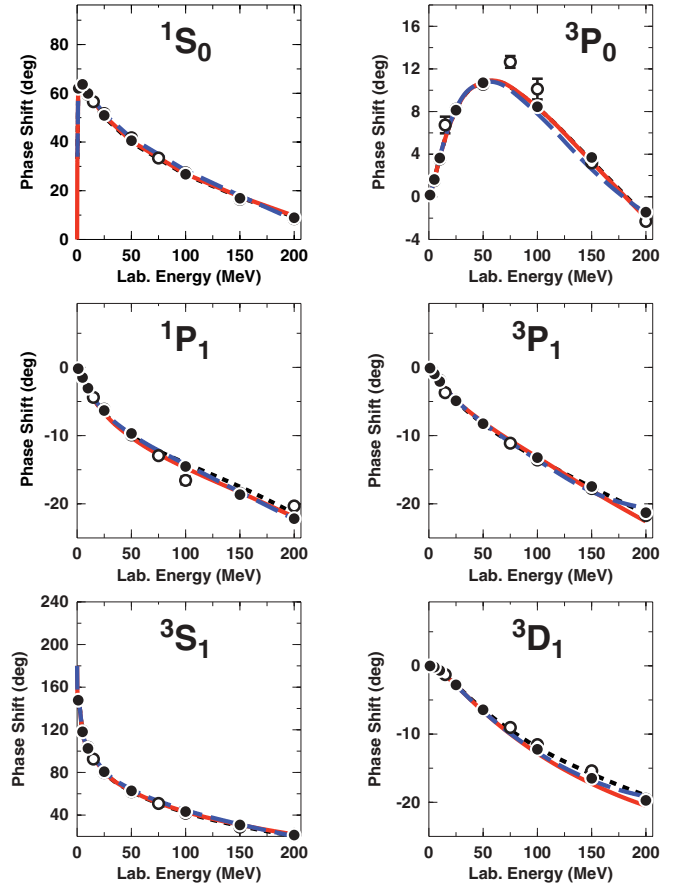 ¹S₀
Phase Shift (deg)
80
60
40
20
0
0 50 100 150 200
Lab. Energy (MeV)
³P₀
Phase Shift (deg)
16
12
8
4
0
-4
0 50 100 150 200
Lab. Energy (MeV)
¹P₁
Phase Shift (deg)
0
-10
-20
0 50 100 150 200
Lab. Energy (MeV)
³P₁
Phase Shift (deg)
0
-10
-20
0 50 100 150 200
Lab. Energy (MeV)
³S₁
Phase Shift (deg)
240
200
160
120
80
40
0 50 100 150 200
Lab. Energy (MeV)
³D₁
Phase Shift (deg)
0
-10
-20
0 50 100 150 200
Lab. Energy (MeV)